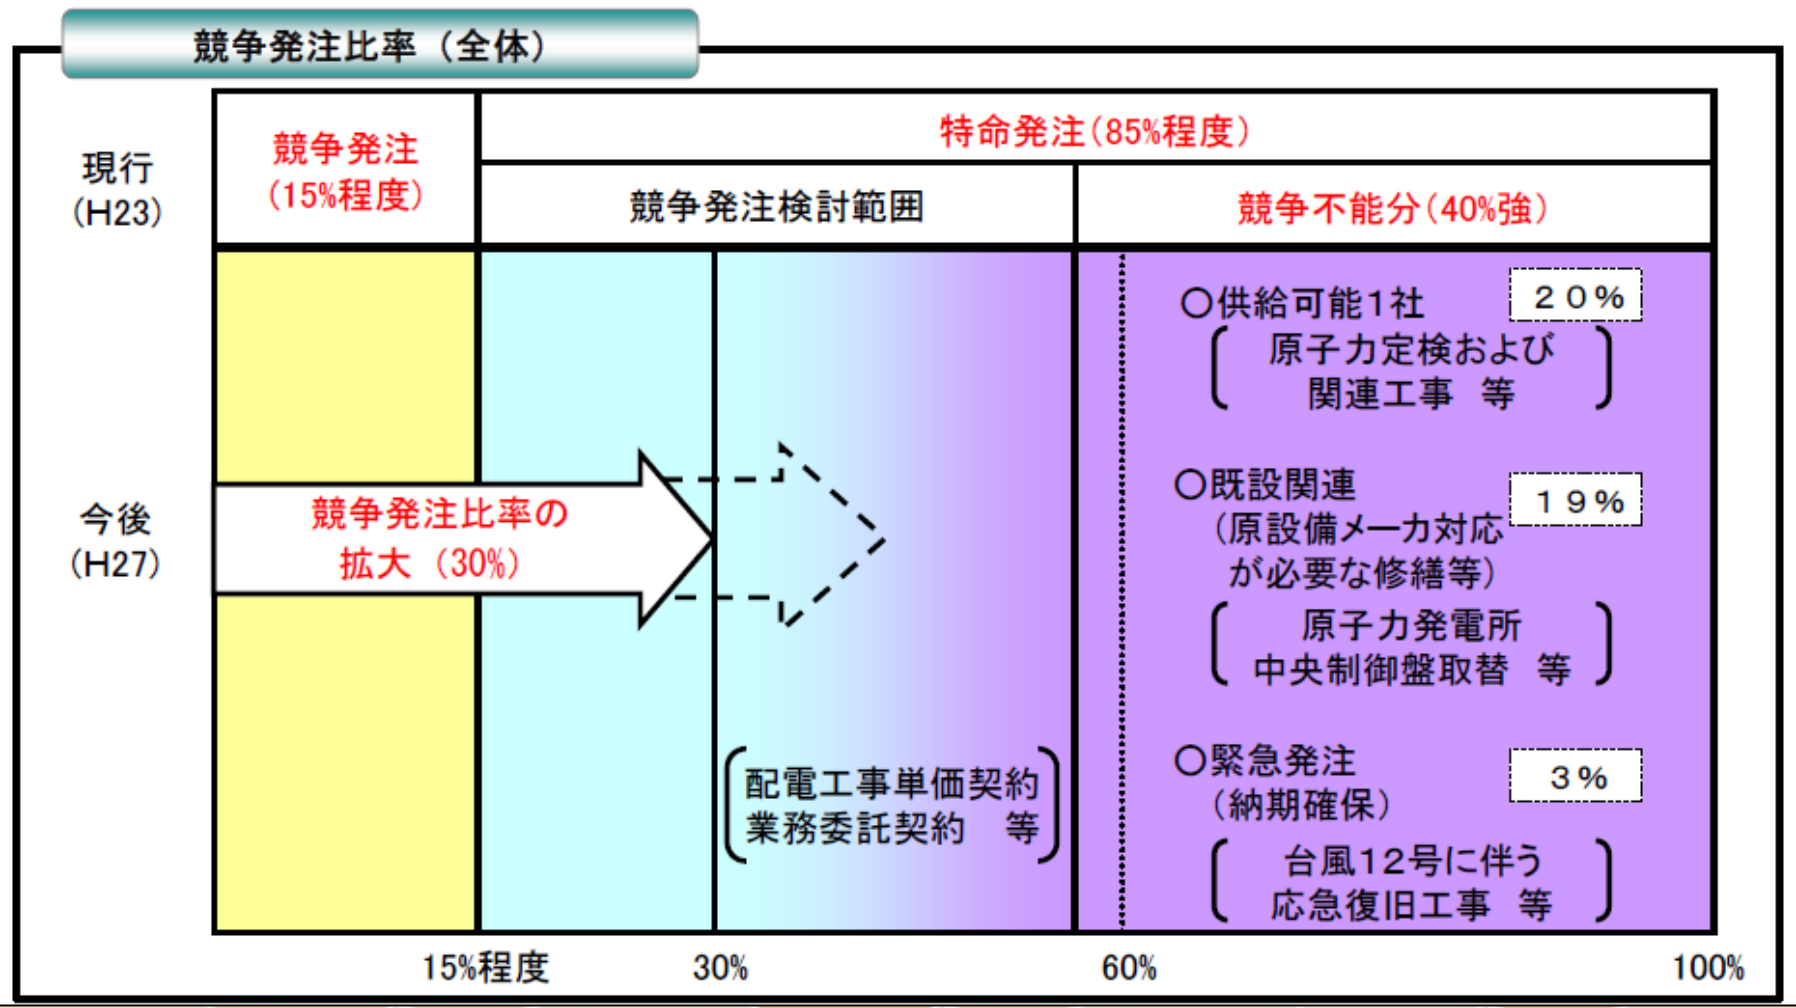 競争発注比率（全体）
現行
（H23）
競争発注
（15%程度）
特命発注（85%程度）
競争発注検討範囲
競争不能分（40%強）
〇供給可能1社
２０％
原子力定検および
関連工事　等
今後
（H27）
競争発注比率の
拡大（30%）
〇既設関連
１９％
（原設備メーカ対応
が必要な修繕等）
原子力発電所
中央制御盤取替　等
配電工事単価契約
業務委託契約　等
〇緊急発注
３％
（納期確保）
台風１２号に伴う
応急復旧工事　等
15%程度
30%
60%
100%